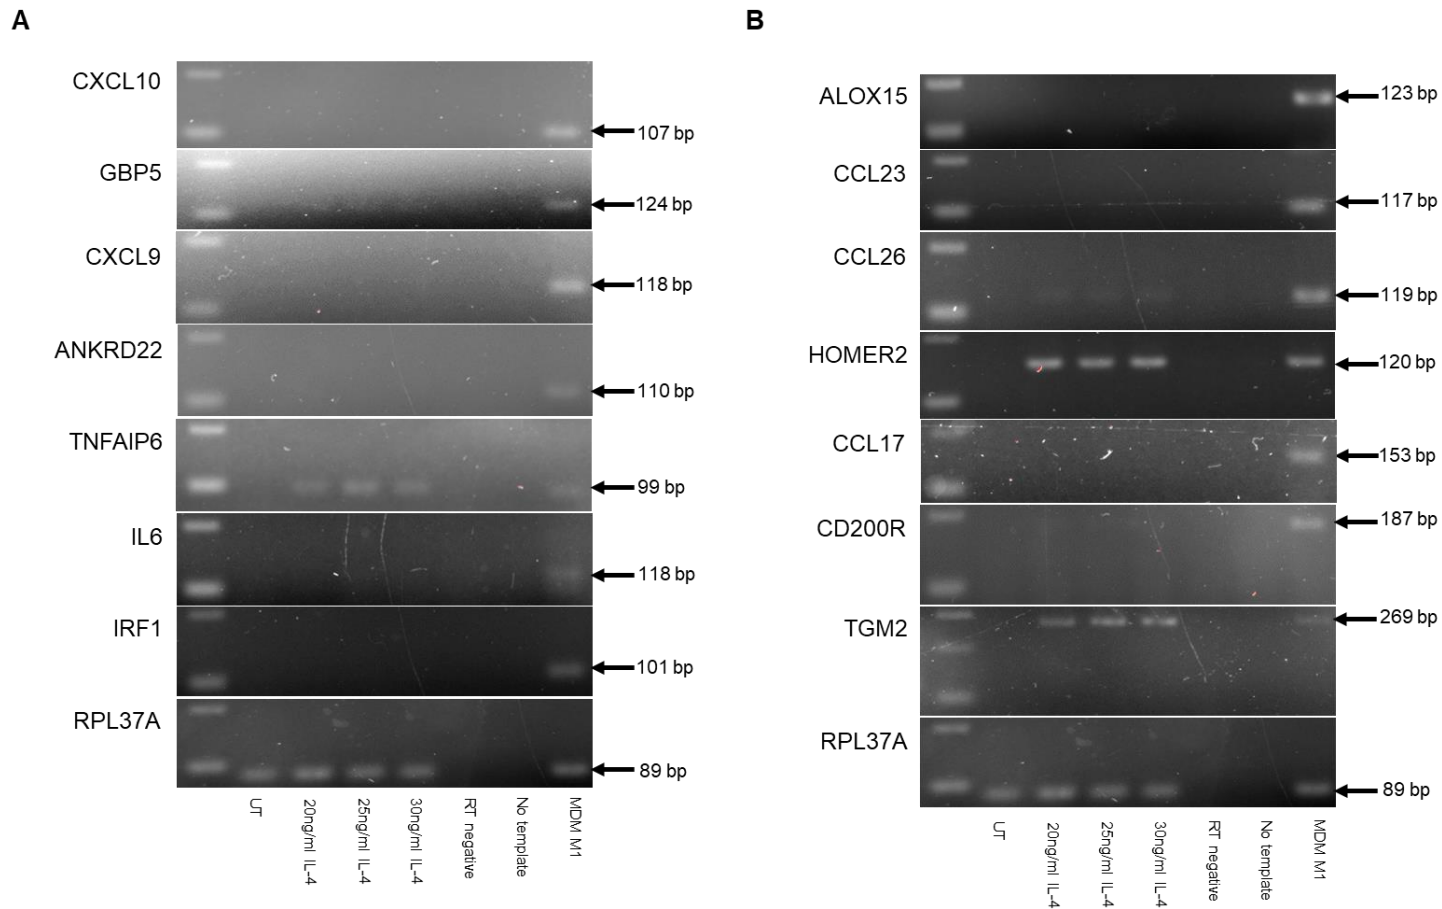 A
CXCL10
107 bp
GBP5
124 bp
CXCL9
118 bp
ANKRD22
110 bp
TNFAIP6
99 bp
IL6
118 bp
IRF1
101 bp
RPL37A
89 bp
UT
20ng/ml IL-4
25ng/ml IL-4
30ng/ml IL-4
RT negative
No template
MDM M1
B
ALOX15
123 bp
CCL23
117 bp
CCL26
119 bp
HOMER2
120 bp
CCL17
153 bp
CD200R
187 bp
TGM2
269 bp
RPL37A
89 bp
UT
20ng/ml IL-4
25ng/ml IL-4
30ng/ml IL-4
RT negative
No template
MDM M1